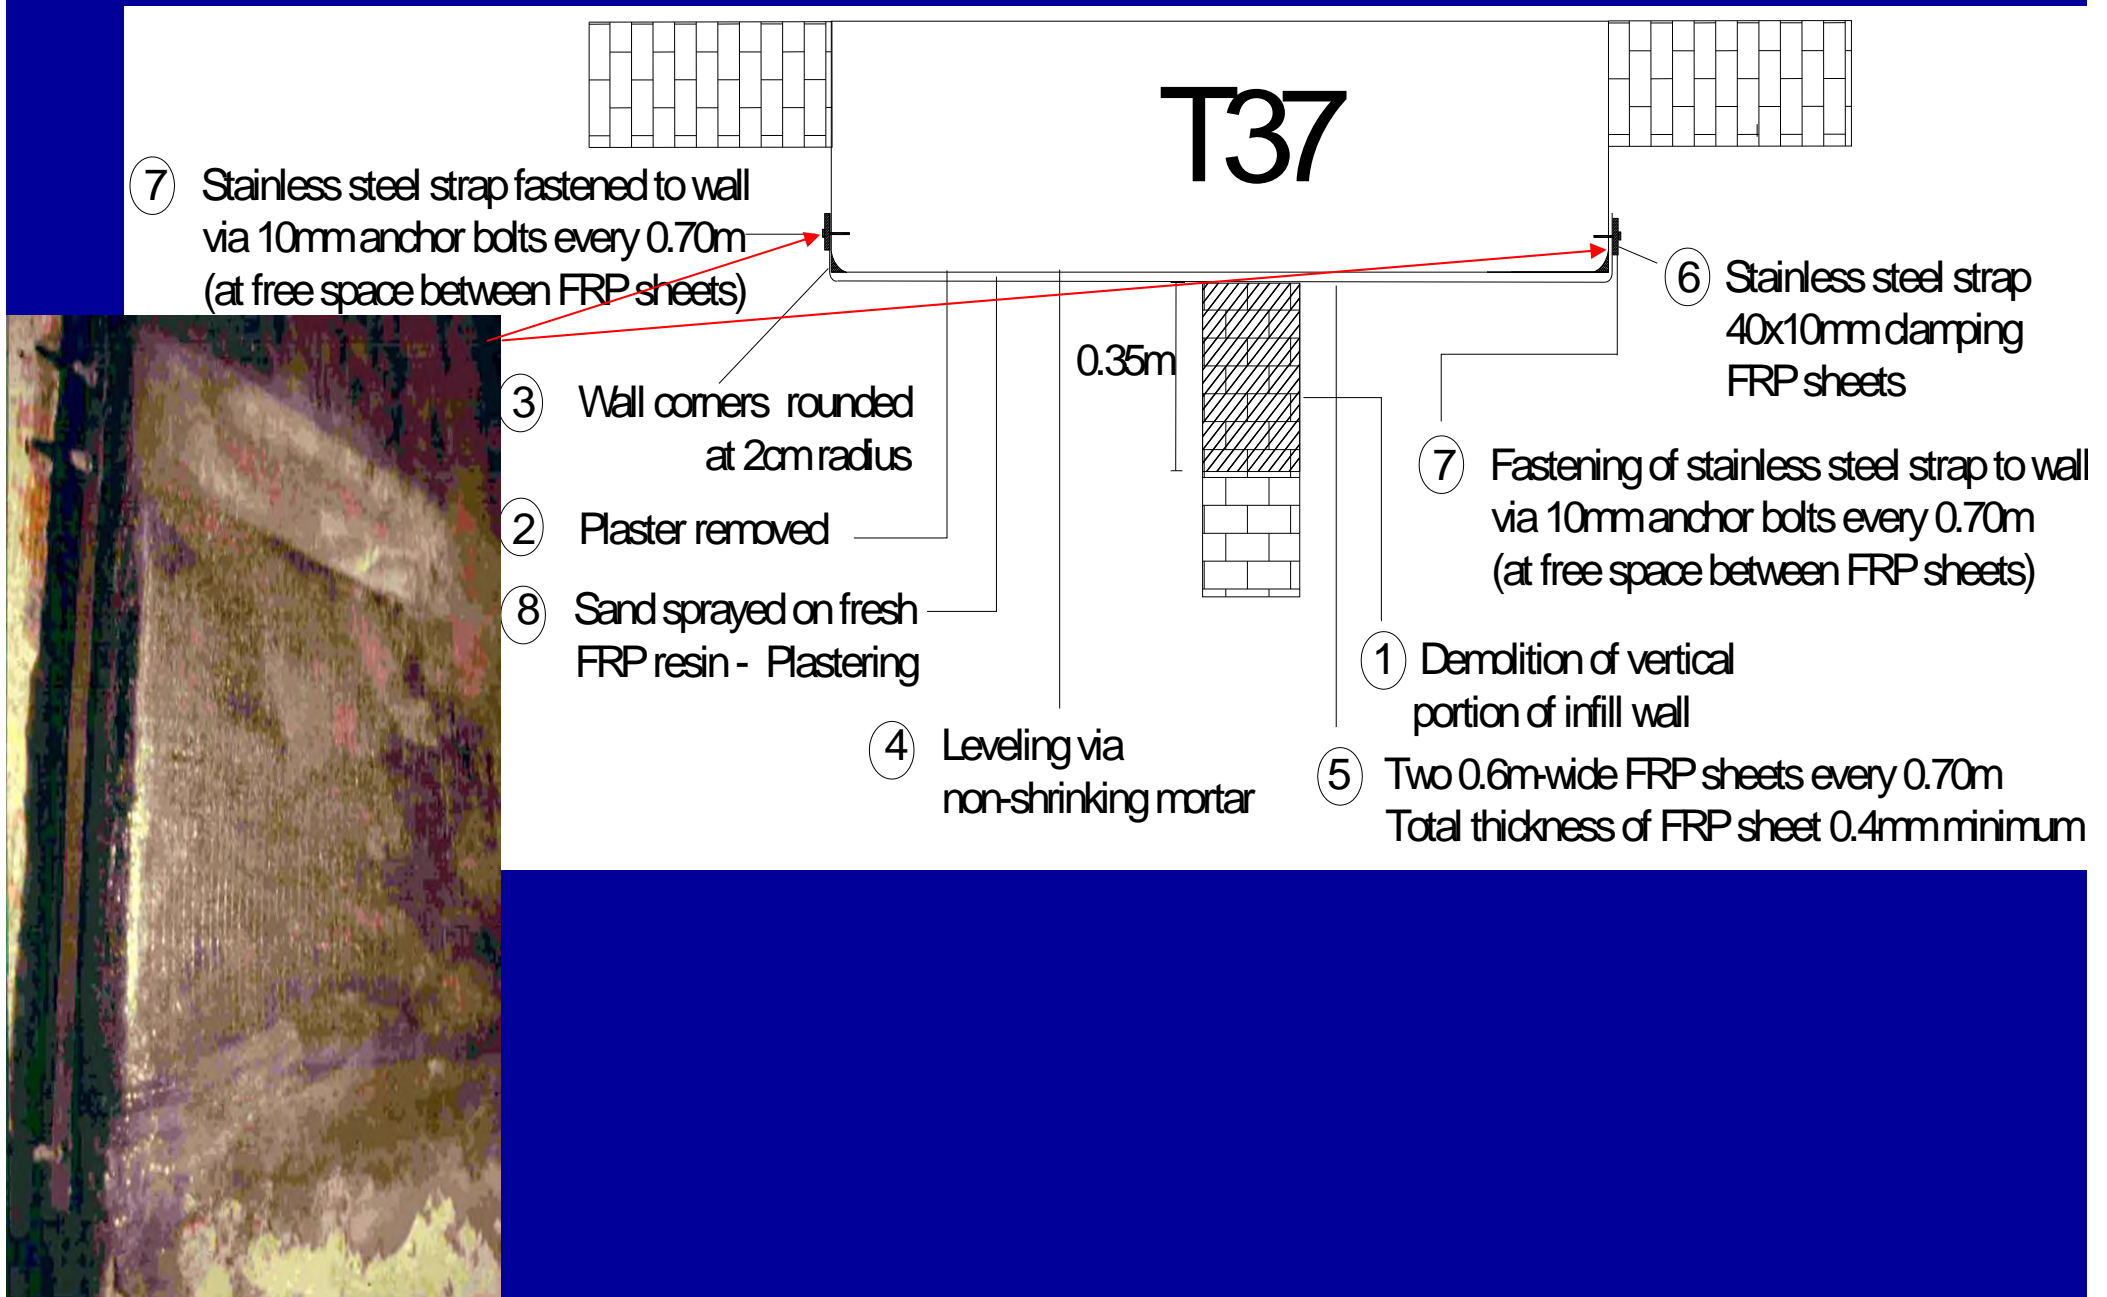 T37
7 Stainless steel strap fastened to wall
via 10mm anchor bolts every 0.70m
(at free space between FRP sheets)
6 Stainless steel strap
40x10mm clamping
FRP sheets
0.35m
3 Wall corners rounded
at 2cm radius
7 Fastening of stainless steel strap to wall
via 10mm anchor bolts every 0.70m
(at free space between FRP sheets)
2 Plaster removed
8 Sand sprayed on fresh
FRP resin - Plastering
1 Demolition of vertical
portion of infill wall
4 Leveling via
non-shrinking mortar
5 Two 0.6m-wide FRP sheets every 0.70m
Total thickness of FRP sheet 0.4mm minimum